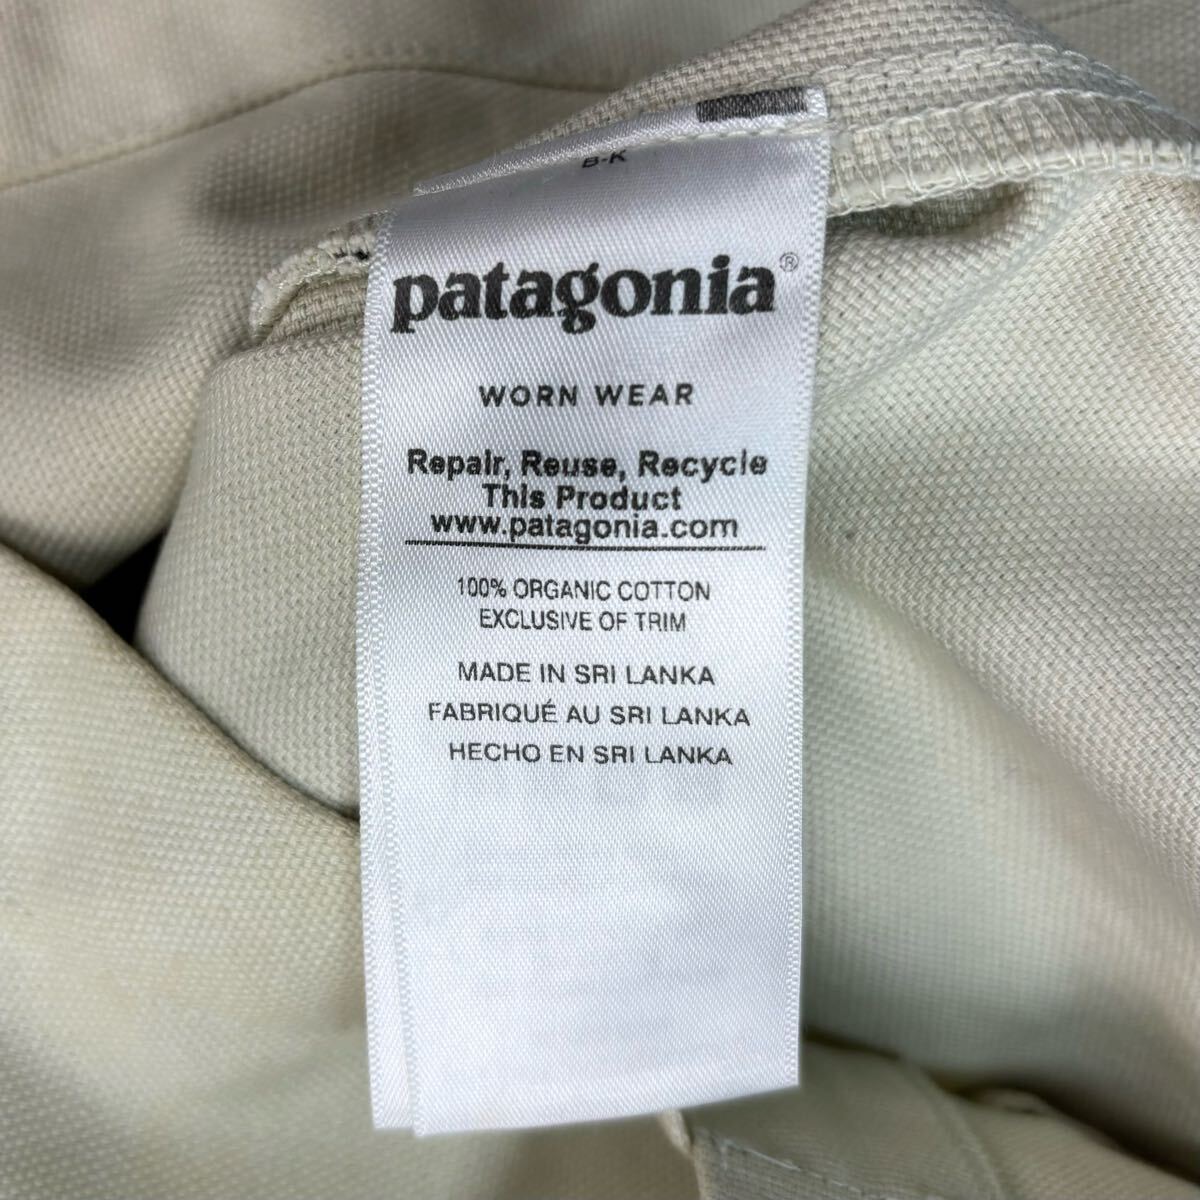 B-K
patagonia®
WORN WEAR
Repair, Reuse, Recycle
This Product
www.patagonia.com
100% ORGANIC COTTON
EXCLUSIVE OF TRIM
MADE IN SRI LANKA
FABRIQUÉ AU SRI LANKA
HECHO EN SRI LANKA